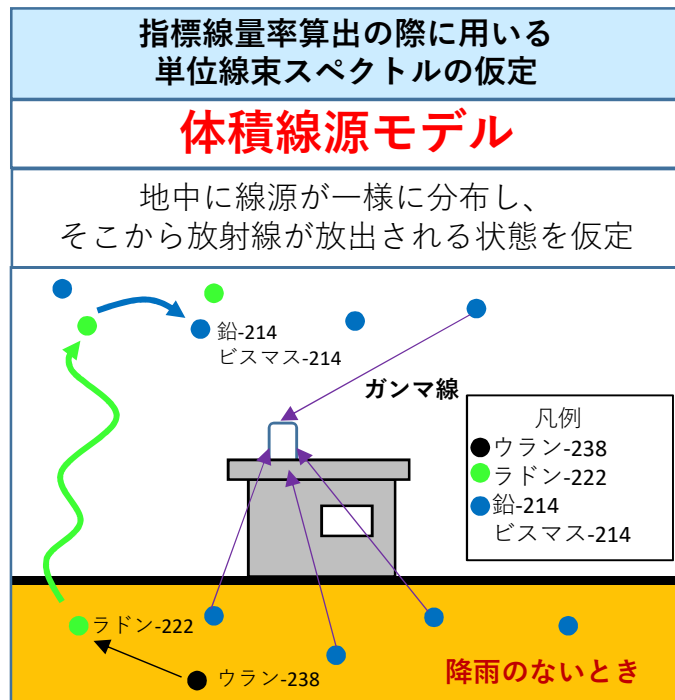 指標線量率算出の際に用いる
単位線束スペクトルの仮定
体積線源モデル
地中に線源が一様に分布し、
そこから放射線が放出される状態を仮定
鉛-214
ビスマス-214
ガンマ線
凡例
ウラン-238
ラドン-222
鉛-214
ビスマス-214
ラドン-222
ウラン-238
降雨のないとき